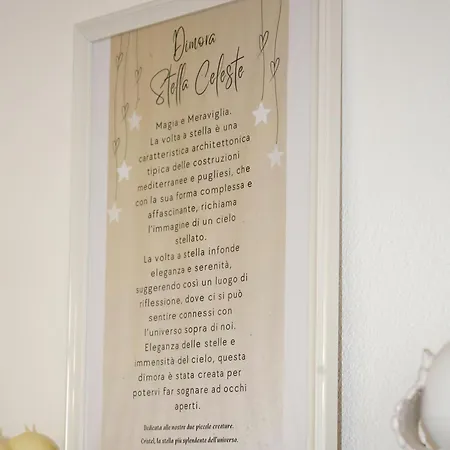 Dimora
Stella Celeste
Magia e Meraviglia.
La volta a stella è una
caratteristica architettonica
tipica delle costruzioni
mediterranee e pugliesi, che
con la sua forma complessa e
affascinante, richiama
l'immagine di un cielo
stellato.
La volta a stella infonde
eleganza e serenità,
suggerendo così un luogo di
riflessione, dove ci si può
sentire connessi con
l'universo sopra di noi.
Eleganza delle stelle e
immensità del cielo, questa
dimora è stata creata per
potervi far sognare ad occhi
aperti.
Dedicata alle nostre due piccole creature.
Cristel, la stella più splendente dell'universo.